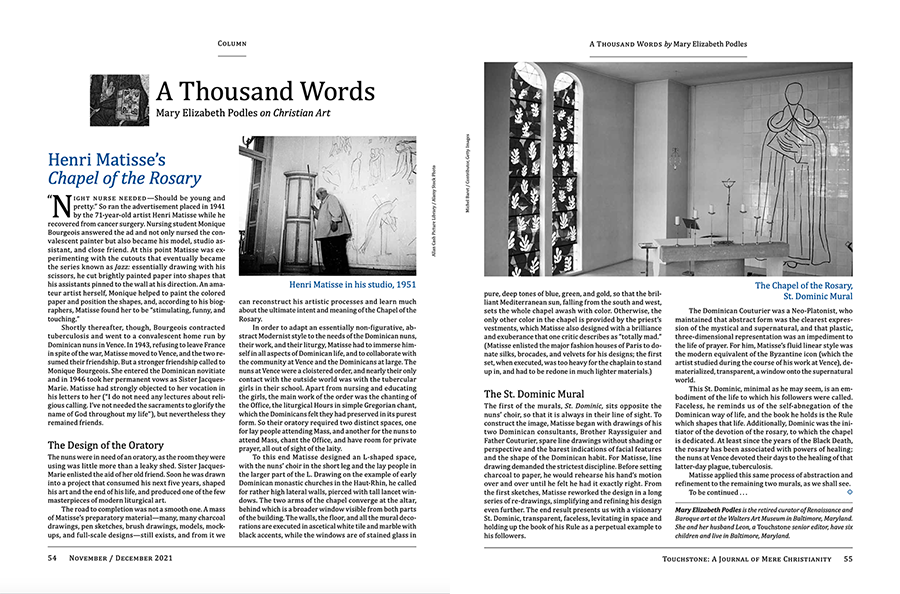 COLUMN
A Thousand Words
Mary Elizabeth Podles on Christian Art
Henri Matisse’s
Chapel of the Rosary
“NIGHT NURSE NEEDED—Should be young and
pretty.” So ran the advertisement placed in 1941
by the 71-year-old artist Henri Matisse while he
recovered from cancer surgery. Nursing student Monique
Bourgeois answered the ad and not only nursed the con-
valescent painter but also became his model, studio as-
sistant, and close friend. At this point Matisse was ex-
perimenting with the cutouts that eventually became
the series known as Jazz: essentially drawing with his
scissors, he cut brightly painted paper into shapes that
his assistants pinned to the wall at his direction. An ama-
teur artist herself, Monique helped to paint the colored
paper and position the shapes, and, according to his biog-
raphers, Matisse found her to be “stimulating, funny, and
touching.”
Shortly thereafter, though, Bourgeois contracted
tuberculosis and went to a convalescent home run by
Dominican nuns in Vence. In 1943, refusing to leave France
in spite of the war, Matisse moved to Vence, and the two re-
sumed their friendship. But a stronger friendship called to
Monique Bourgeois. She entered the Dominican novitiate
and in 1946 took her permanent vows as Sister Jacques-
Marie. Matisse had strongly objected to her vocation in
his letters to her (“I do not need any lectures about reli-
gious calling. I’ve not needed the sacraments to glorify the
name of God throughout my life”), but nevertheless they
remained friends.
The Design of the Oratory
The nuns were in need of an oratory, as the room they were
using was little more than a leaky shed. Sister Jacques-
Marie enlisted the aid of her old friend. Soon he was drawn
into a project that consumed his next five years, shaped
his art and the end of his life, and produced one of the few
masterpieces of modern liturgical art.
The road to completion was not a smooth one. A mass
of Matisse’s preparatory material—many, many charcoal
drawings, pen sketches, brush drawings, models, mock-
ups, and full-scale designs—still exists, and from it we
Allan Cash Picture Library / Alamy Stock Photo
Henri Matisse in his studio, 1951
can reconstruct his artistic processes and learn much
about the ultimate intent and meaning of the Chapel of the
Rosary.
In order to adapt an essentially non-figurative, ab-
stract Modernist style to the needs of the Dominican nuns,
their work, and their liturgy, Matisse had to immerse him-
self in all aspects of Dominican life, and to collaborate with
the community at Vence and the Dominicans at large. The
nuns at Vence were a cloistered order, and nearly their only
contact with the outside world was with the tubercular
girls in their school. Apart from nursing and educating
the girls, the main work of the order was the chanting of
the Office, the liturgical Hours in simple Gregorian chant,
which the Dominicans felt they had preserved in its purest
form. So their oratory required two distinct spaces, one
for lay people attending Mass, and another for the nuns to
attend Mass, chant the Office, and have room for private
prayer, all out of sight of the laity.
To this end Matisse designed an L-shaped space,
with the nuns’ choir in the short leg and the lay people in
the larger part of the L. Drawing on the example of early
Dominican monastic churches in the Haut-Rhin, he called
for rather high lateral walls, pierced with tall lancet win-
dows. The two arms of the chapel converge at the altar,
behind which is a broader window visible from both parts
of the building. The walls, the floor, and all the mural deco-
rations are executed in ascetical white tile and marble with
black accents, while the windows are of stained glass in
54 NOVEMBER / DECEMBER 2021
A THOUSAND WORDS by Mary Elizabeth Podles
Michel Baret / Contributor, Getty Images
The Chapel of the Rosary,
St. Dominic Mural
pure, deep tones of blue, green, and gold, so that the bril-
liant Mediterranean sun, falling from the south and west,
sets the whole chapel awash with color. Otherwise, the
only other color in the chapel is provided by the priest’s
vestments, which Matisse also designed with a brilliance
and exuberance that one critic describes as “totally mad.”
(Matisse enlisted the major fashion houses of Paris to do-
nate silks, brocades, and velvets for his designs; the first
set, when executed, was too heavy for the chaplain to stand
up in, and had to be redone in much lighter materials.)
The St. Dominic Mural
The first of the murals, St. Dominic, sits opposite the
nuns’ choir, so that it is always in their line of sight. To
construct the image, Matisse began with drawings of his
two Dominican consultants, Brother Rayssiguier and
Father Couturier, spare line drawings without shading or
perspective and the barest indications of facial features
and the shape of the Dominican habit. For Matisse, line
drawing demanded the strictest discipline. Before setting
charcoal to paper, he would rehearse his hand’s motion
over and over until he felt he had it exactly right. From
the first sketches, Matisse reworked the design in a long
series of re-drawings, simplifying and refining his design
even further. The end result presents us with a visionary
St. Dominic, transparent, faceless, levitating in space and
holding up the book of his Rule as a perpetual example to
his followers.
The Dominican Couturier was a Neo-Platonist, who
maintained that abstract form was the clearest expres-
sion of the mystical and supernatural, and that plastic,
three-dimensional representation was an impediment to
the life of prayer. For him, Matisse’s fluid linear style was
the modern equivalent of the Byzantine icon (which the
artist studied during the course of his work at Vence), de-
materialized, transparent, a window onto the supernatural
world.
This St. Dominic, minimal as he may seem, is an em-
bodiment of the life to which his followers were called.
Faceless, he reminds us of the self-abnegation of the
Dominican way of life, and the book he holds is the Rule
which shapes that life. Additionally, Dominic was the ini-
tiator of the devotion of the rosary, to which the chapel
is dedicated. At least since the years of the Black Death,
the rosary has been associated with powers of healing;
the nuns at Vence devoted their days to the healing of that
latter-day plague, tuberculosis.
Matisse applied this same process of abstraction and
refinement to the remaining two murals, as we shall see.
To be continued . . .
Mary Elizabeth Podles is the retired curator of Renaissance and
Baroque art at the Walters Art Museum in Baltimore, Maryland.
She and her husband Leon, a Touchstone senior editor, have six
children and live in Baltimore, Maryland.
TOUCHSTONE: A JOURNAL OF MERE CHRISTIANITY 55